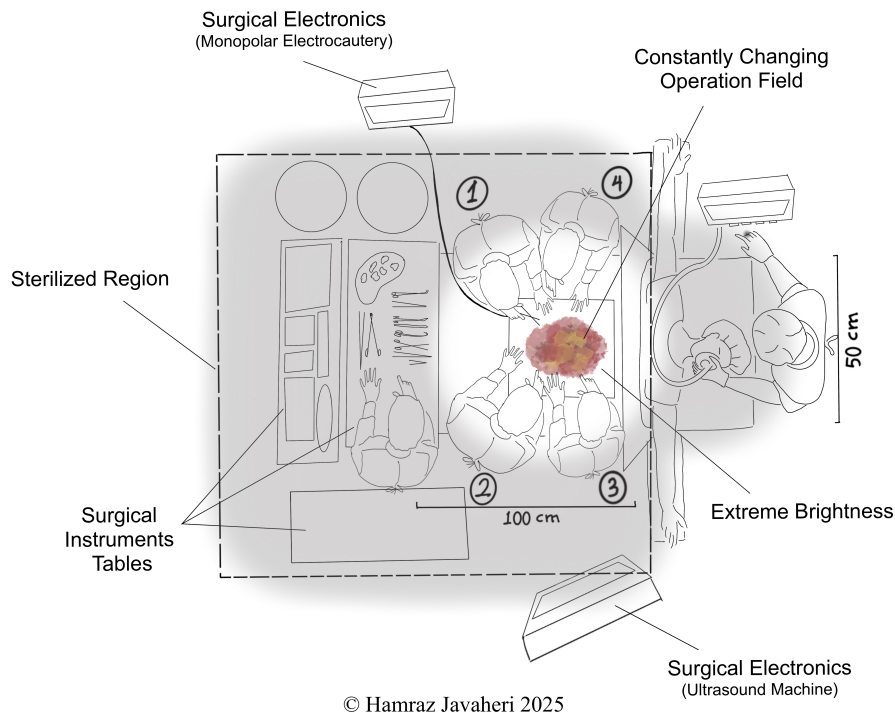 Surgical Electronics
(Monopolar Electrocautery)
Constantly Changing
Operation Field
1
4
Sterilized Region
50 cm
2
3
100 cm
Surgical
Instruments
Tables
Extreme Brightness
Surgical Electronics
(Ultrasound Machine)
© Hamraz Javaheri 2025